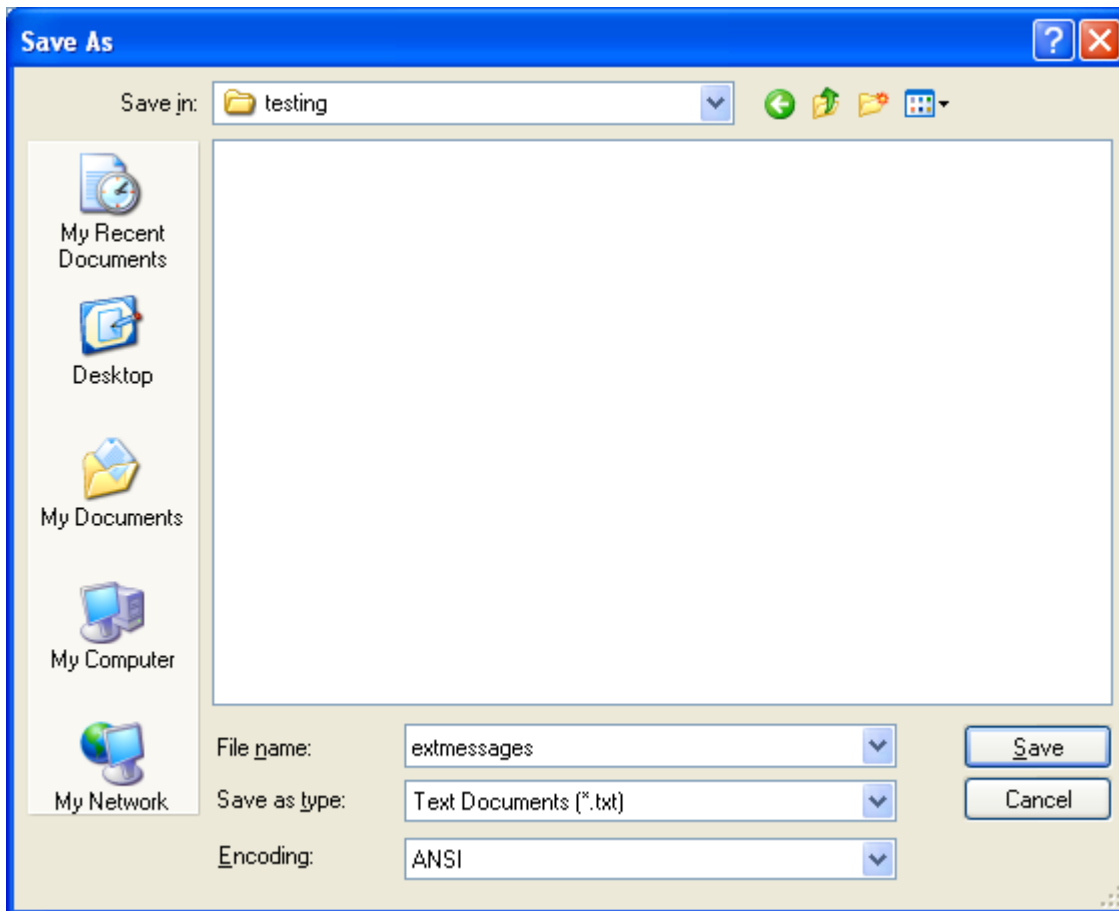 Save As
Save in:
testing
My Recent
Documents
Desktop
My Documents
My Computer
My Network
File name:
extmessages
Save
Save as type:
Text Documents (*.txt)
Cancel
Encoding:
ANSI